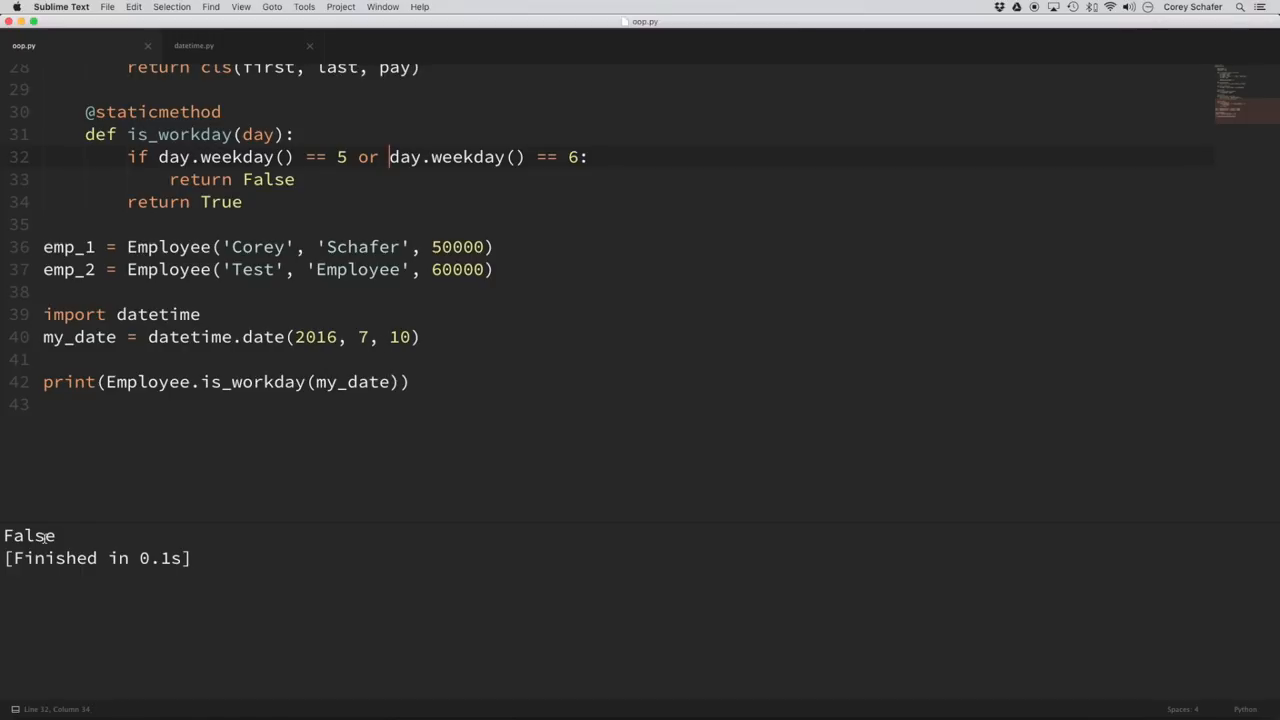 Sublime Text File Edit Selection Find View Goto Tools Project Window Help Corey Schafer
oop.py
oop.py datetime.py
28 return cls(first, last, pay)
29
30 @staticmethod
31 def is_workday(day):
32 if day.weekday() == 5 or day.weekday() == 6:
33 return False
34 return True
35
36 emp_1 = Employee('Corey', 'Schafer', 50000)
37 emp_2 = Employee('Test', 'Employee', 60000)
38
39 import datetime
40 my_date = datetime.date(2016, 7, 10)
41
42 print(Employee.is_workday(my_date))
43
False
[Finished in 0.1s]
Line 32, Column 34 Spaces: 4 Python